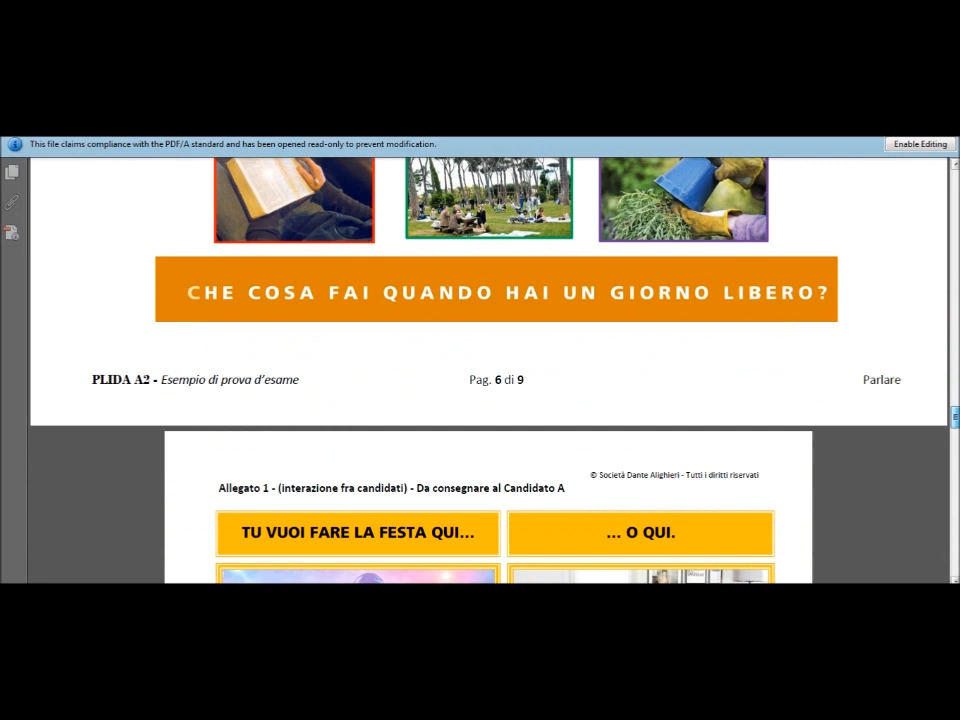 This file claims compliance with the PDF/A standard and has been opened read-only to prevent modification.
Enable Editing
CHE COSA FAI QUANDO HAI UN GIORNO LIBERO?
PLIDA A2 - Esempio di prova d'esame
Pag. 6 di 9
Parlare
© Società Dante Alighieri - Tutti i diritti riservati
Allegato 1 - (interazione fra candidati) - Da consegnare al Candidato A
TU VUOI FARE LA FESTA QUI...
... O QUI.